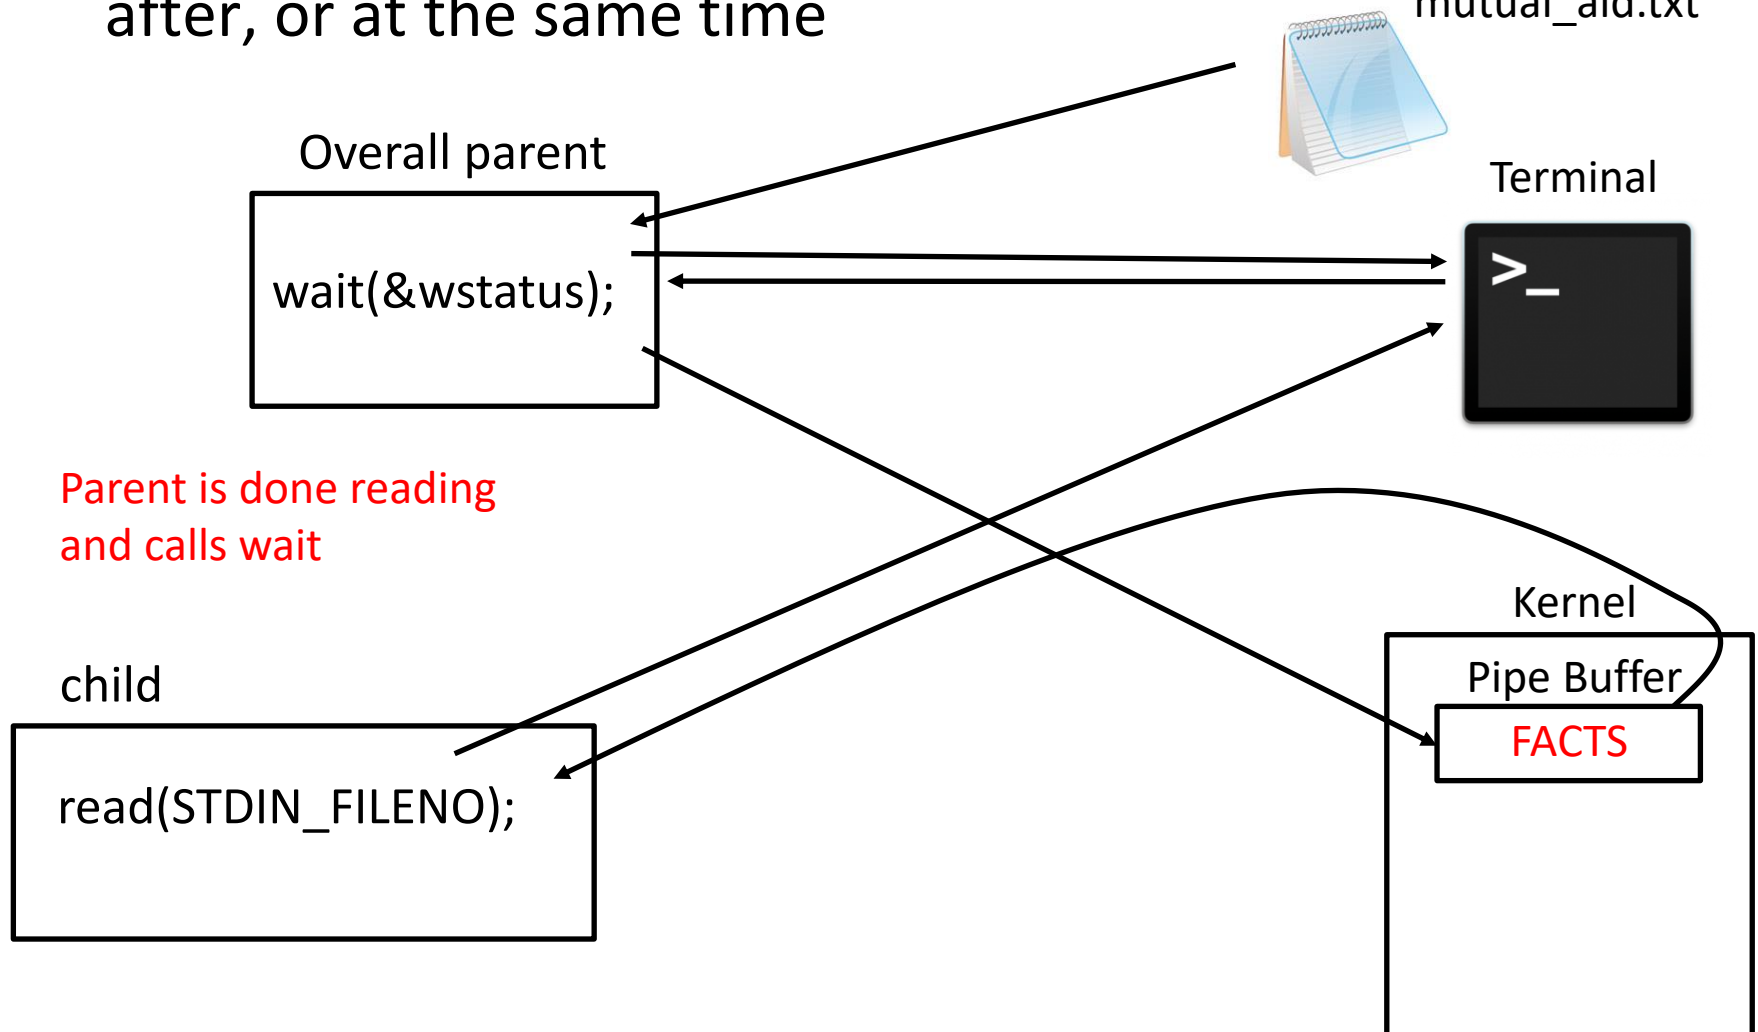 after, or at the same time
mutual_aid.txt
Overall parent
Terminal
wait(&wstatus);
>_
Parent is done reading
and calls wait
Kernel
child
Pipe Buffer
FACTS
read(STDIN_FILENO);